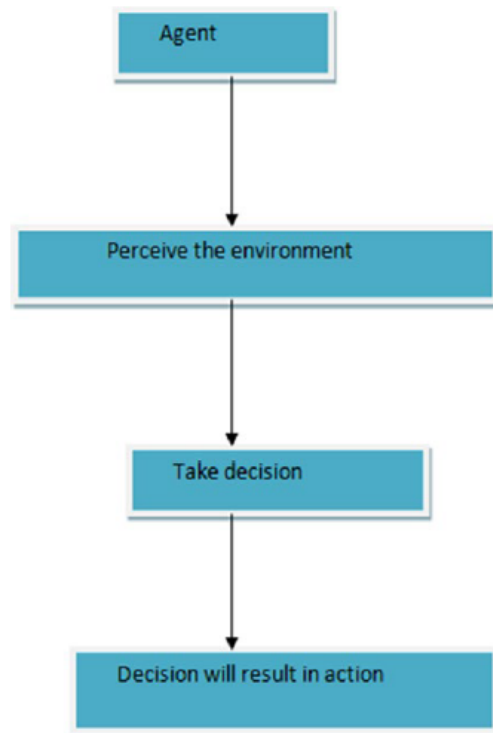 Agent
Perceive the environment
Take decision
Decision will result in action